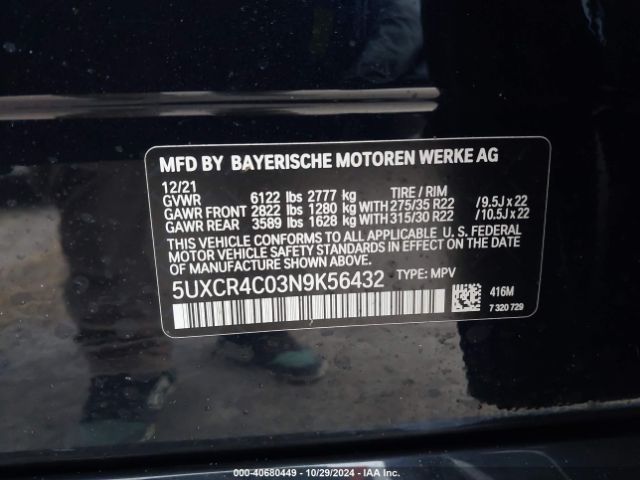 MFD BY BAYERISCHE MOTOREN WERKE AG
12/21 TIRE / RIM
GVWR 6122 lbs 2777 kg
GAWR FRONT 2822 lbs 1280 kg WITH 275/35 R22 /9.5J x 22
GAWR REAR 3589 lbs 1628 kg WITH 315/30 R22 /10.5J x 22
THIS VEHICLE CONFORMS TO ALL APPLICABLE U. S. FEDERAL
MOTOR VEHICLE SAFETY STANDARDS IN EFFECT ON THE
DATE OF MANUFACTURE SHOWN ABOVE.
5UXCR4C03N9K56432 TYPE: MPV
416M
7 320 729
000-40680449 • 10/29/2024 - IAA Inc.